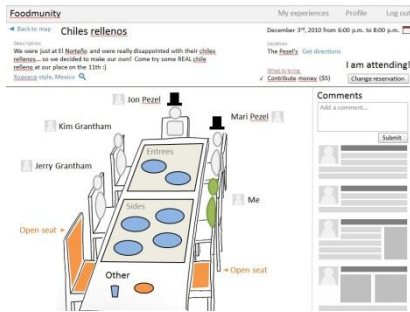 Foodmunity
My experiences Profile Log out
◄ Back to map Chiles rellenos
December 3rd, 2010 from 6:00 p.m. to 8:00 p.m.
Description
We were just at El Norteño and were really disappointed with their chiles
rellenos... so we decided to make our own! Come try some REAL chile
relleno at our place on the 11th :)
style, Mexico
Location
The Pezel's Get directions
I am attending!
What to bring
✓ Contribute money ($5)
Change reservation
Jon Pezel
Mari Pezel
Kim Grantham
Jerry Grantham
Me
Entrees
Sides
Other
Open seat
Open seat
Comments
Add a comment...
Submit